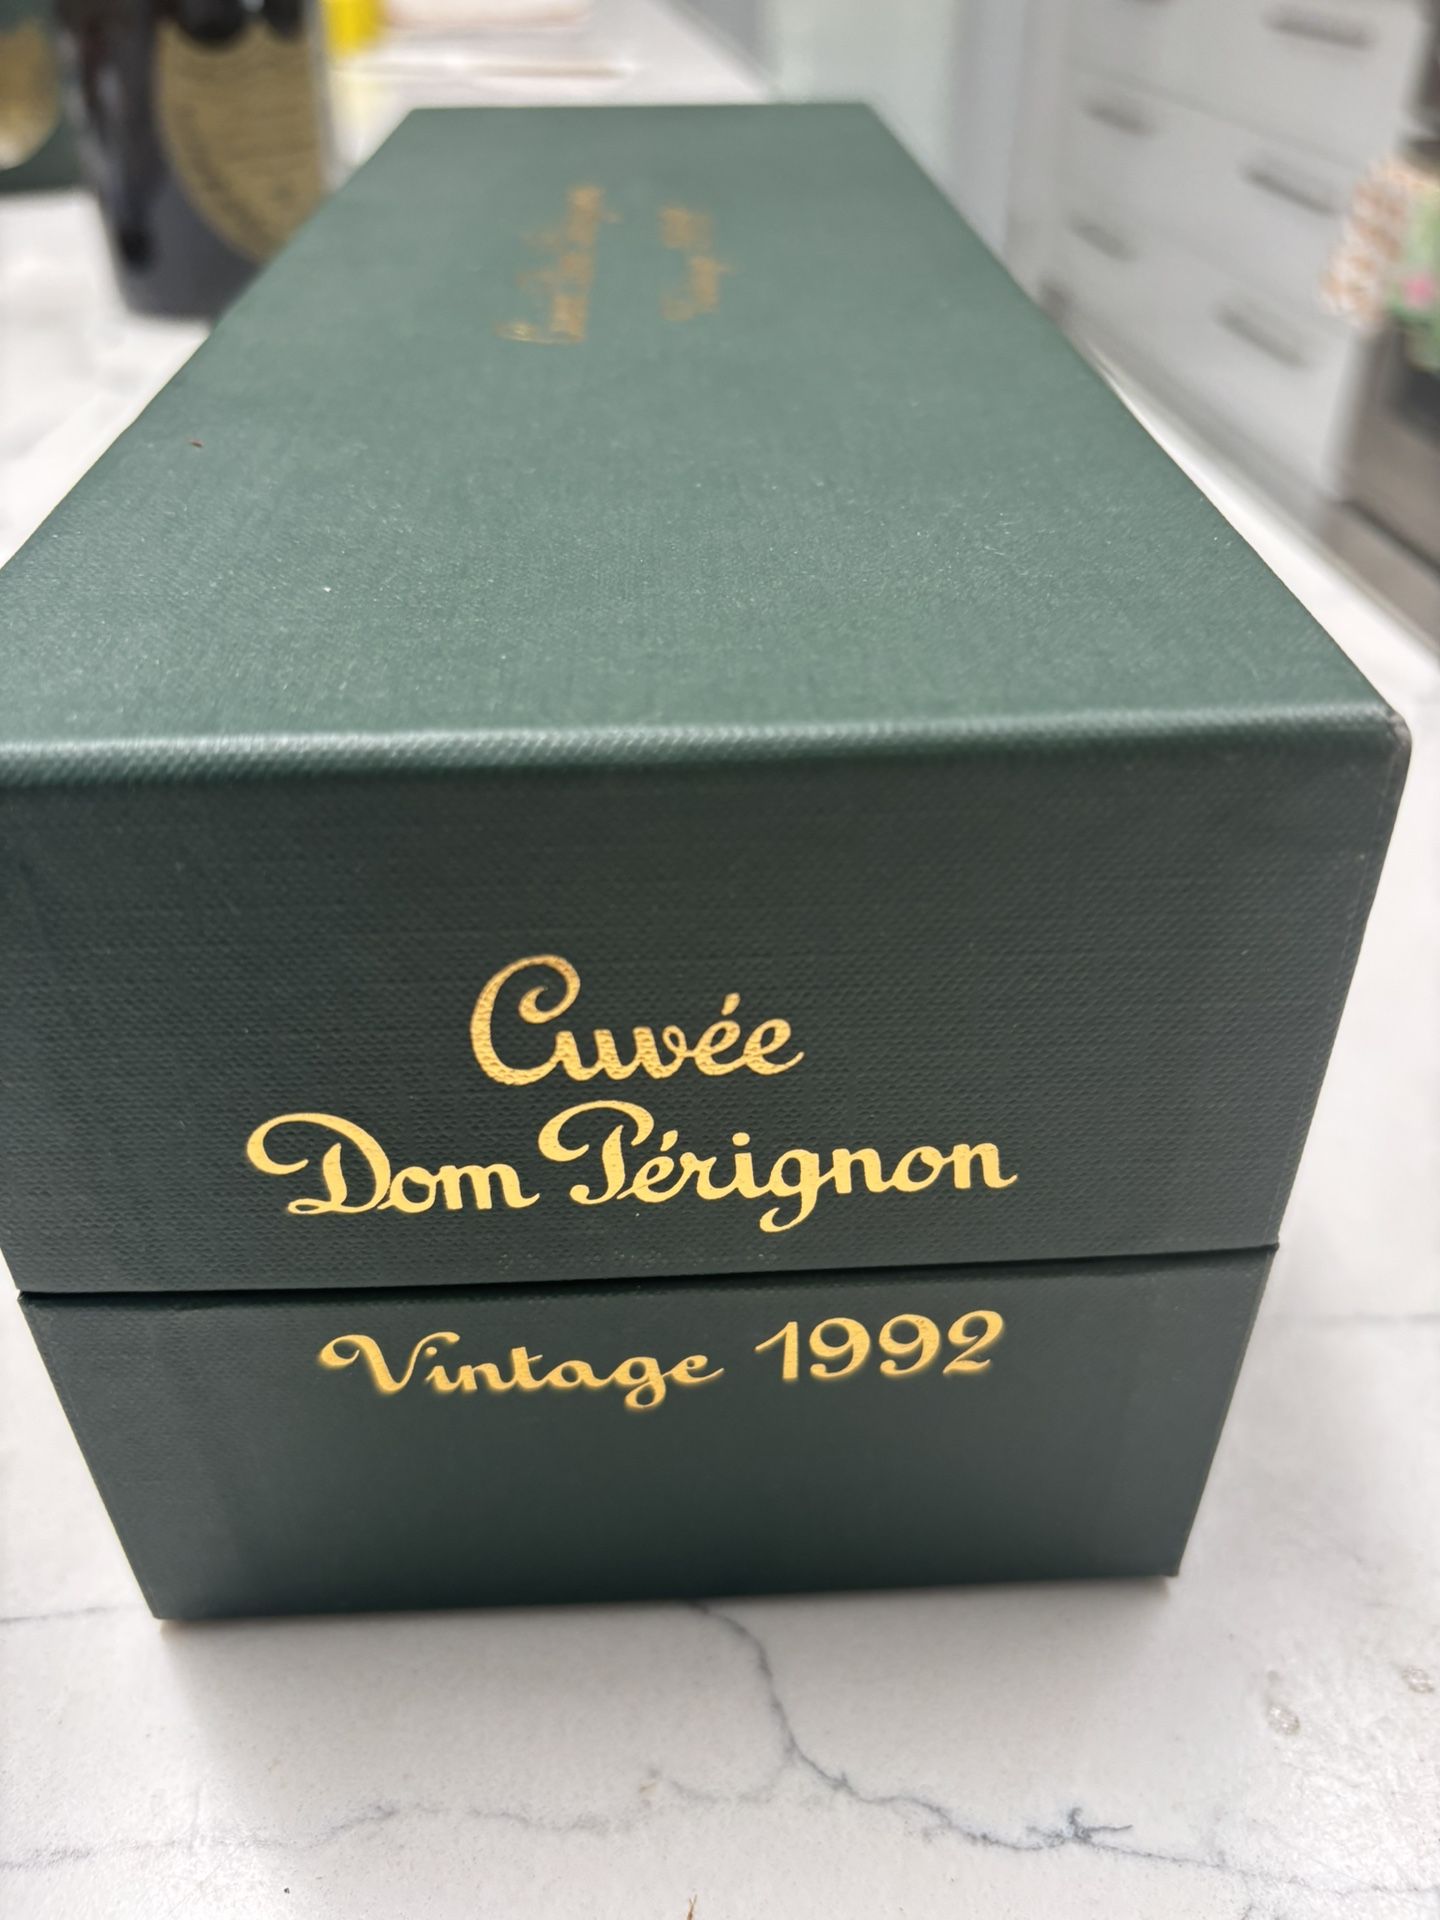 Cuvée
Dom Pérignon
Vintage 1992